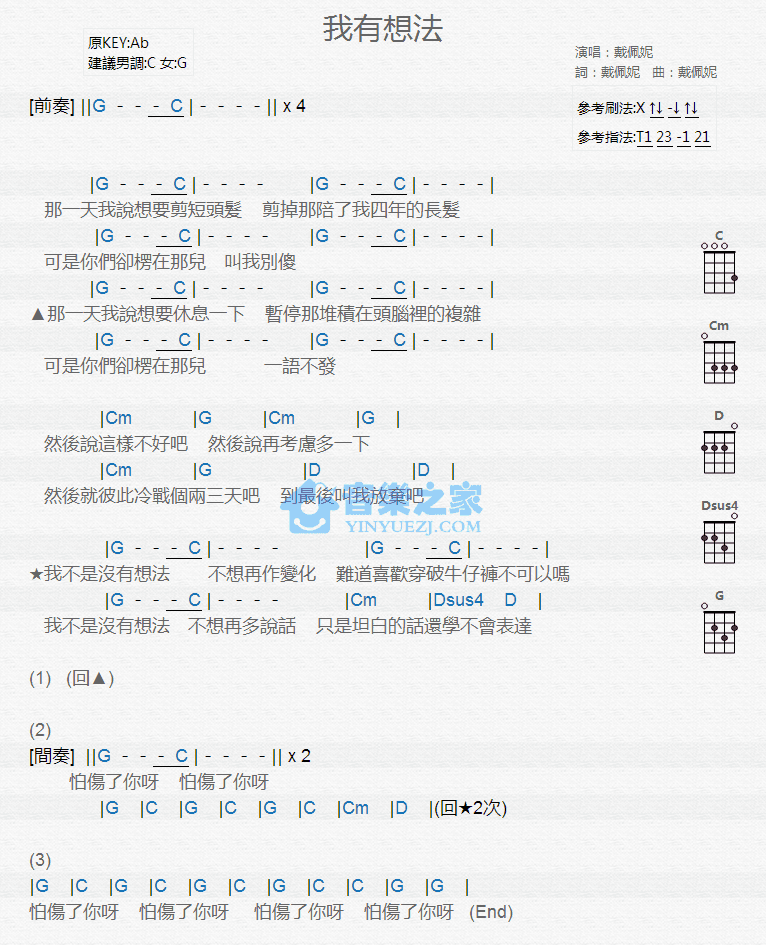 我有想法
原KEY:Ab
建議男調:C 女:G
演唱：戴佩妮
詞：戴佩妮 曲：戴佩妮
[前奏] ||G - - - C | - - - - || x 4
參考刷法:X ↑↓ -↓ ↑↓
參考指法:T1 23 -1 21
|G - - - C | - - - - |G - - - C | - - - - |
那一天我說想要剪短頭髮 剪掉那陪了我四年的長髮
|G - - - C | - - - - |G - - - C | - - - - |
可是你們卻楞在那兒 叫我別傻
|G - - - C | - - - - |G - - - C | - - - - |
▲那一天我說想要休息一下 暫停那堆積在頭腦裡的複雜
|G - - - C | - - - - |G - - - C | - - - - |
可是你們卻楞在那兒 一語不發
|Cm |G |Cm |G |
然後說這樣不好吧 然後說再考慮多一下
|Cm |G |D |D |
然後就彼此冷戰個兩三天吧 到最後叫我放棄吧
|G - - - C | - - - - |G - - - C | - - - - |
★我不是沒有想法 不想再作變化 難道喜歡穿破牛仔褲不可以嗎
|G - - - C | - - - - |Cm |Dsus4 D |
我不是沒有想法 不想再多說話 只是坦白的話還學不會表達
(1) (回▲)
(2)
[間奏] ||G - - - C | - - - - || x 2
怕傷了你呀 怕傷了你呀
|G |C |G |C |G |C |Cm |D |(回★2次)
(3)
|G |C |G |C |G |C |G |C |C |G |G |
怕傷了你呀 怕傷了你呀 怕傷了你呀 怕傷了你呀 (End)
C
Cm
D
Dsus4
G
音樂之家
YINYUEZJ.COM